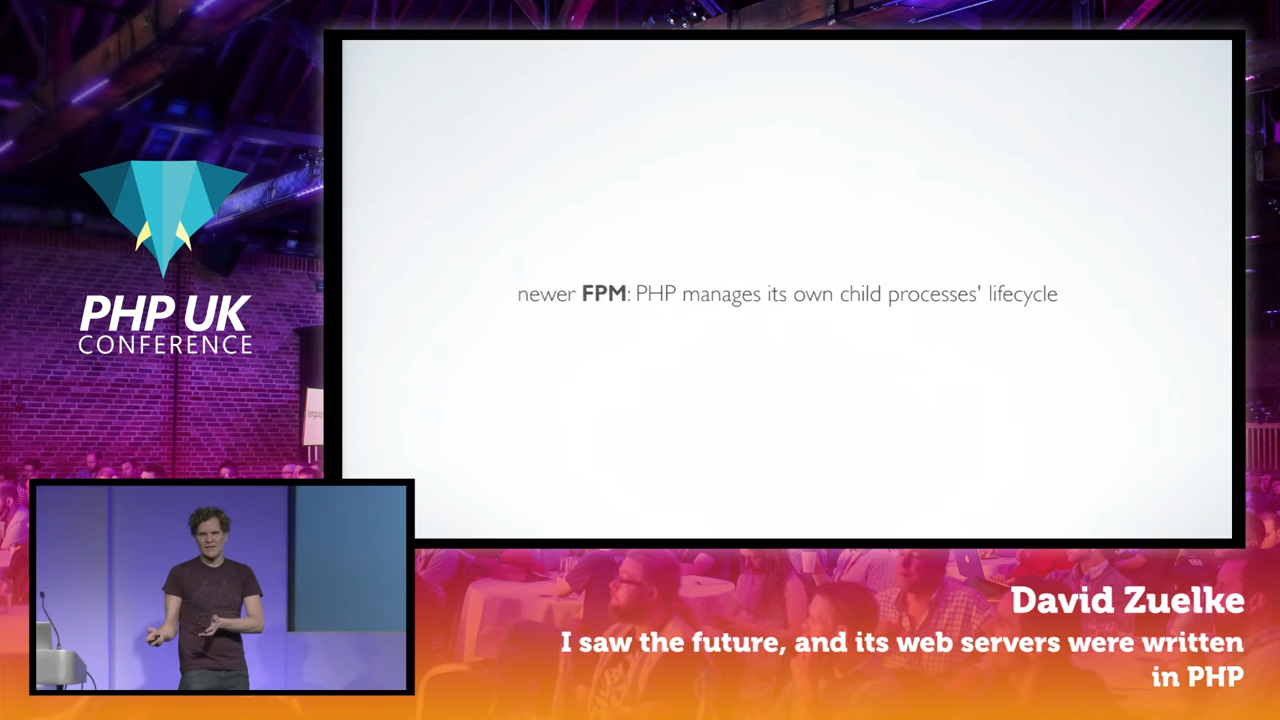 PHP UK
CONFERENCE
newer FPM: PHP manages its own child processes' lifecycle
David Zuelke
I saw the future, and its web servers were written
in PHP